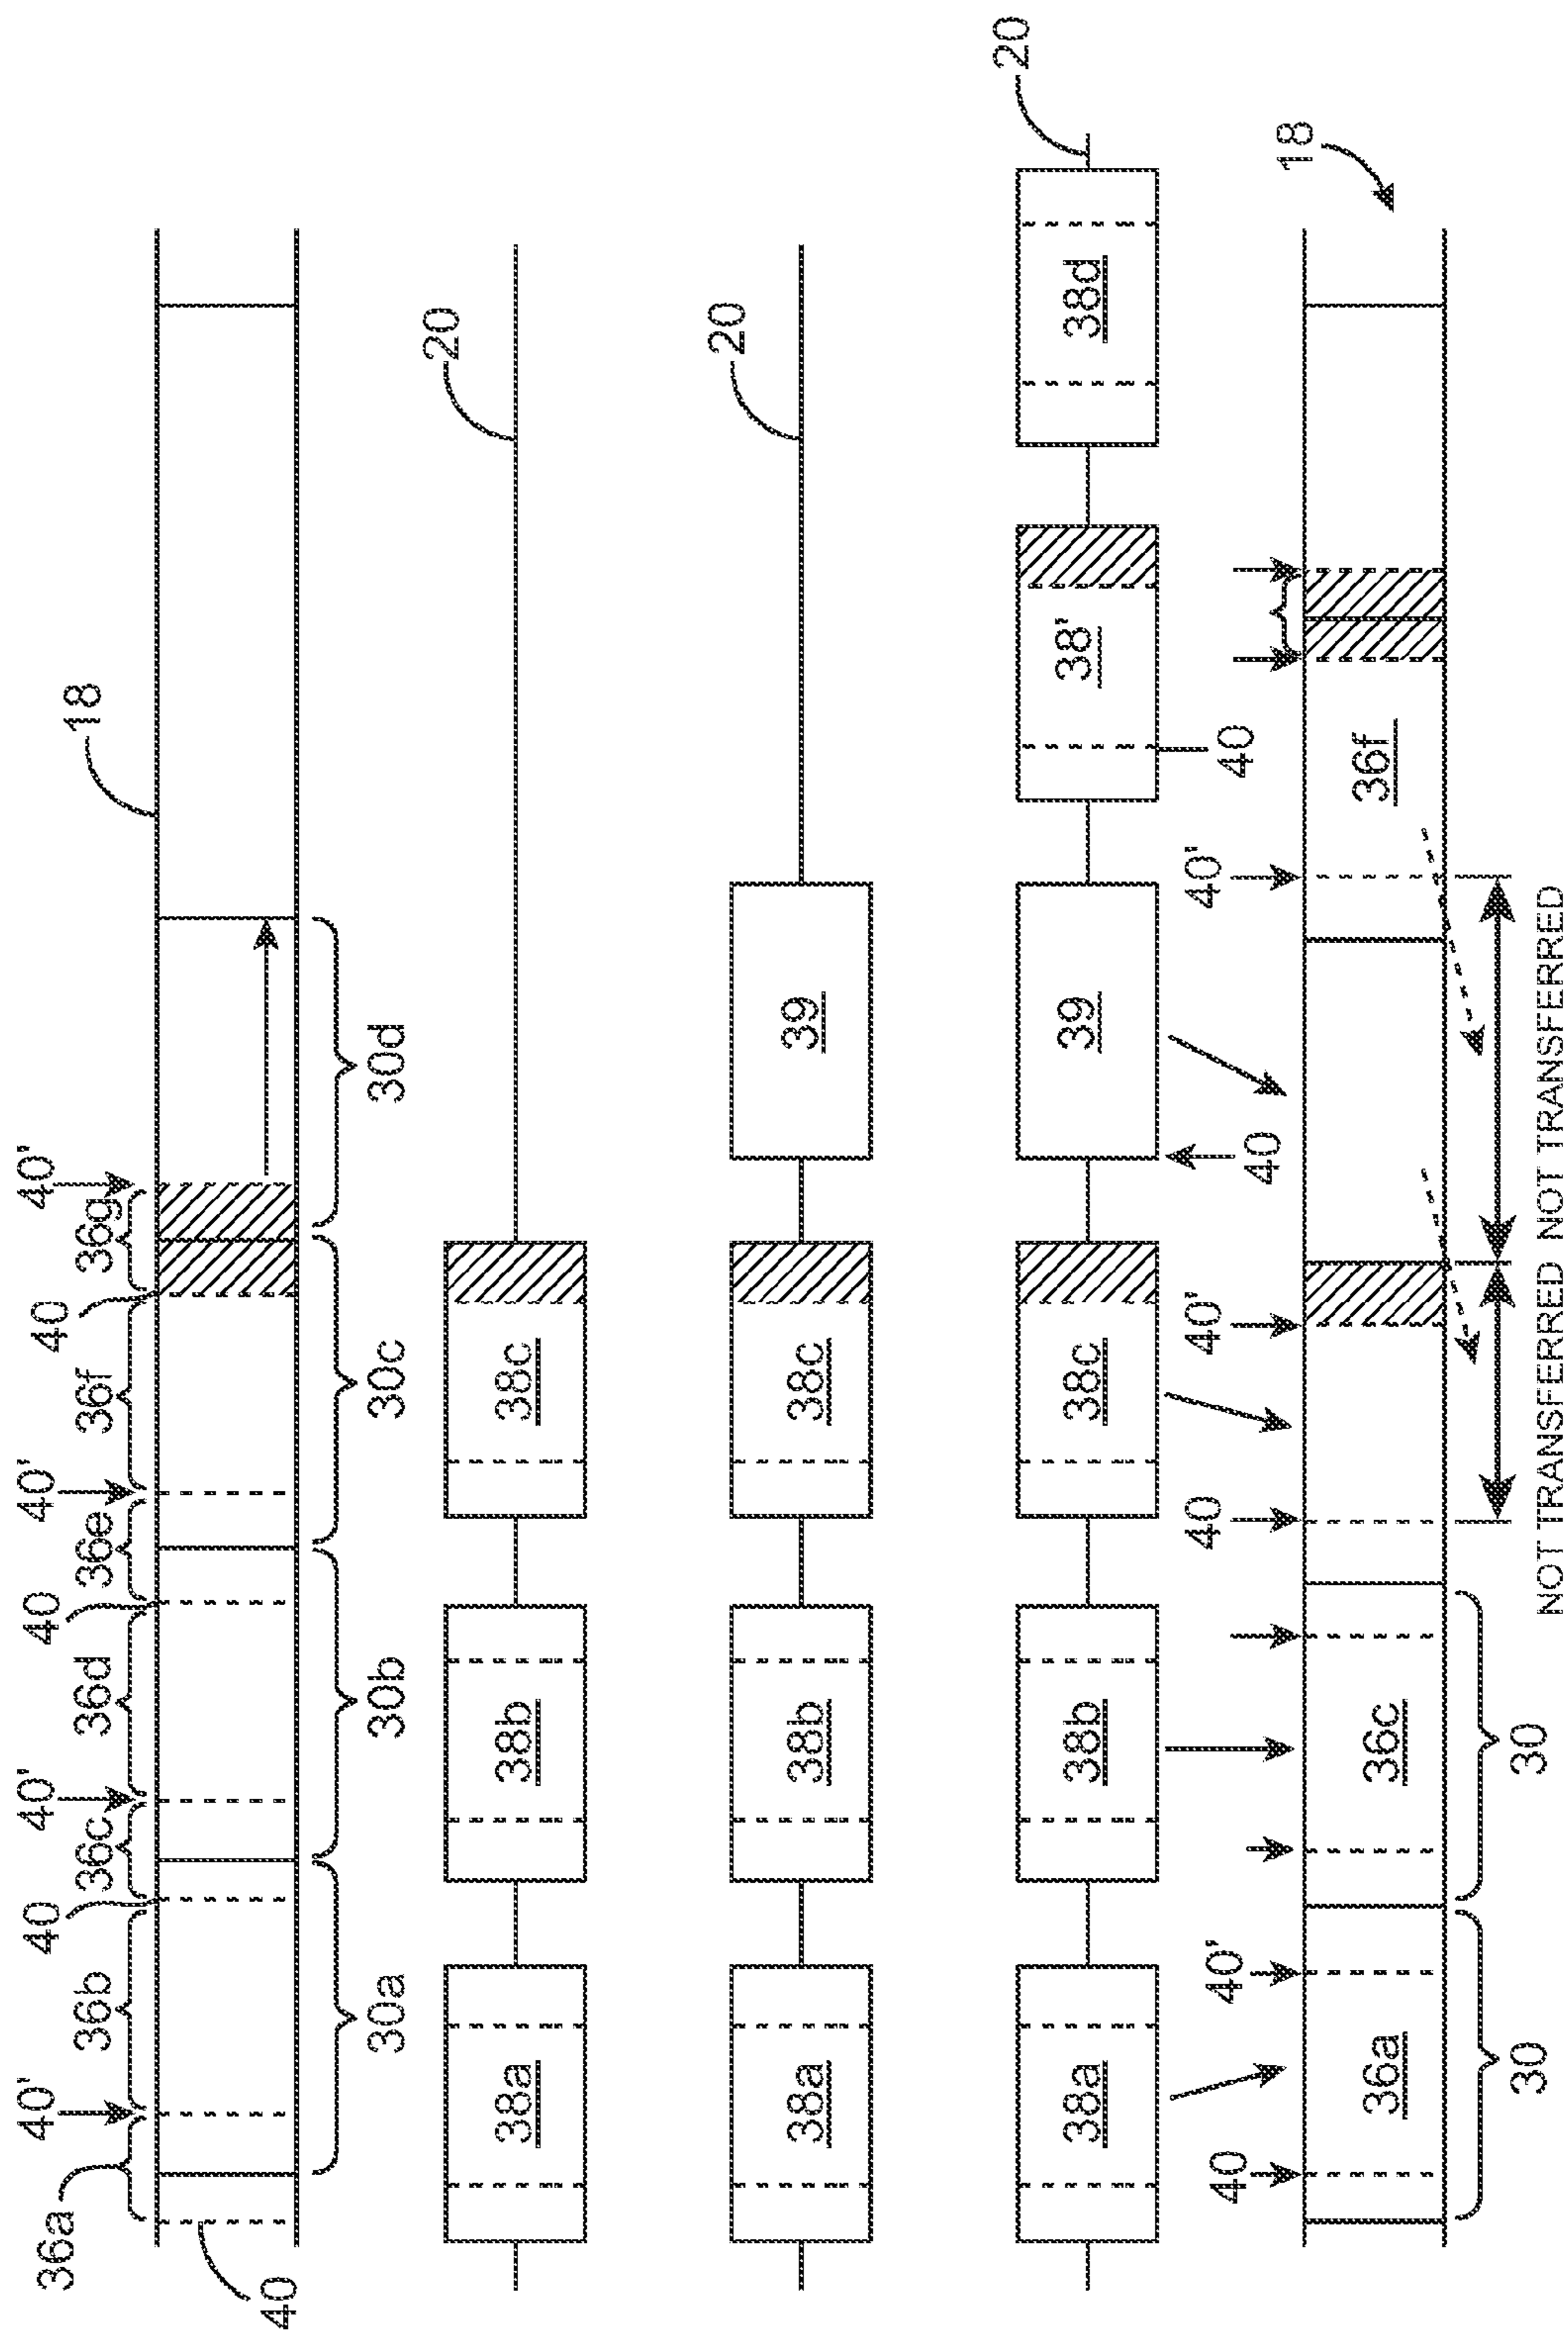 36a 40' 40 40' 40 40' 40 40'
36b 36c 36d 36e 36f 36g 18
40
30a 30b 30c 30d
20
38a 38b 38c
20
38a 38b 38c 39
20
38a 38b 38c 39 38' 38d
40 40' 40 40' 40 40' 40 18
36a 36c 36f
30 30
NOT TRANSFERRED NOT TRANSFERRED